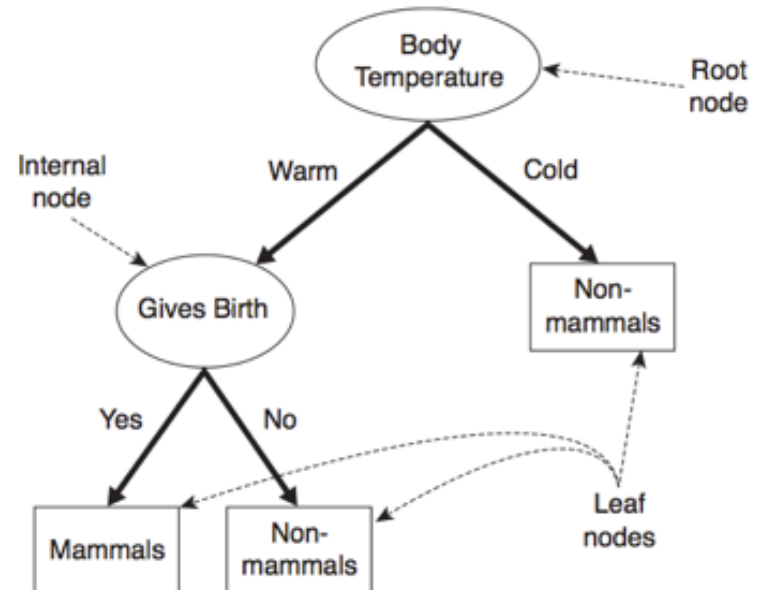 Body
Temperature
Root
node
Internal
node
Warm
Cold
Gives Birth
Non-
mammals
Yes
No
Mammals
Non-
mammals
Leaf
nodes